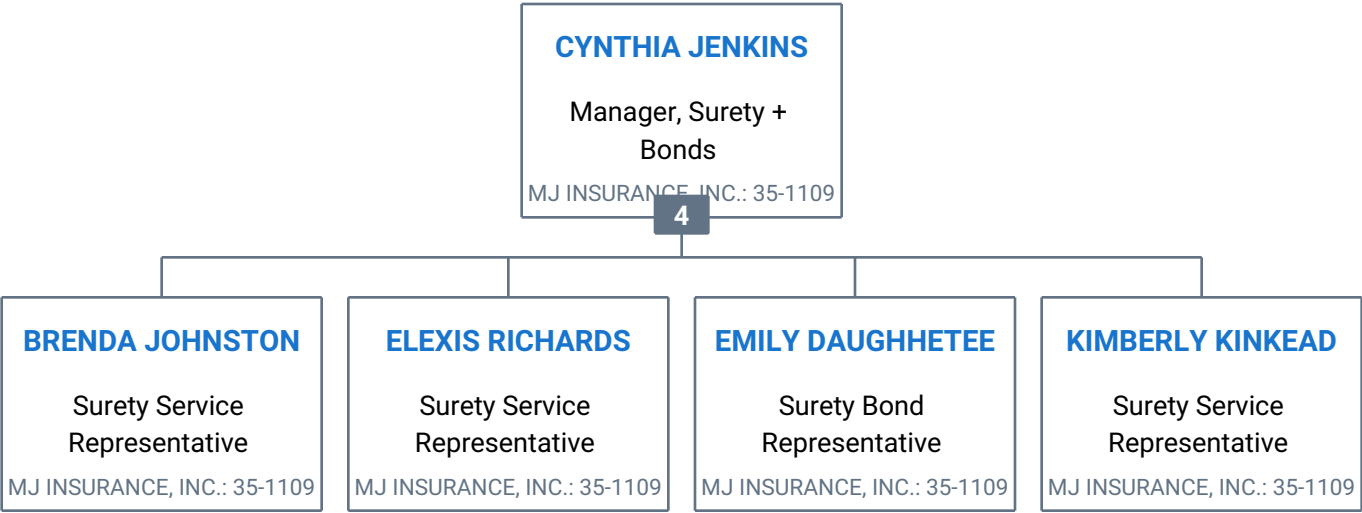 CYNTHIA JENKINS
Manager, Surety +
Bonds
MJ INSURANCE, INC.: 35-1109
4
BRENDA JOHNSTON
Surety Service
Representative
MJ INSURANCE, INC.: 35-1109
ELEXIS RICHARDS
Surety Service
Representative
MJ INSURANCE, INC.: 35-1109
EMILY DAUGHHETEE
Surety Bond
Representative
MJ INSURANCE, INC.: 35-1109
KIMBERLY KINKEAD
Surety Service
Representative
MJ INSURANCE, INC.: 35-1109